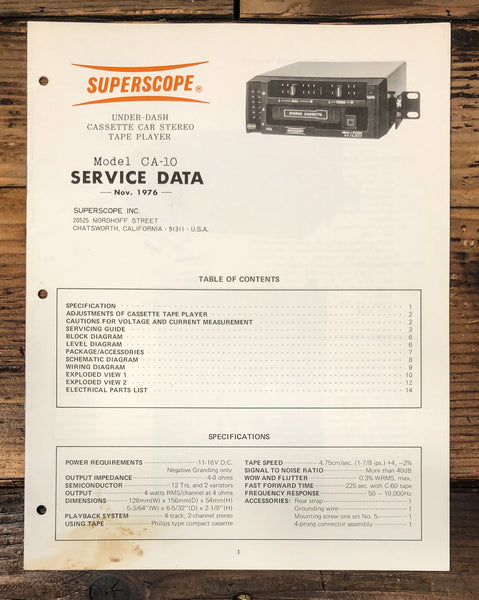 SUPERSCOPE®
UNDER-DASH
CASSETTE CAR STEREO
TAPE PLAYER
Model CA-10
SERVICE DATA
Nov. 1976
SUPERSCOPE INC.
20525 NORDHOFF STREET
CHATSWORTH, CALIFORNIA · 91311 · U.S.A.
STEREO CASSETTE
TAPE
VOL
TABLE OF CONTENTS
SPECIFICATION 1
ADJUSTMENTS OF CASSETTE TAPE PLAYER 2
CAUTIONS FOR VOLTAGE AND CURRENT MEASUREMENT 2
SERVICING GUIDE 3
BLOCK DIAGRAM 6
LEVEL DIAGRAM 6
PACKAGE/ACCESSORIES 7
SCHEMATIC DIAGRAM 8
WIRING DIAGRAM 9
EXPLODED VIEW 1 10
EXPLODED VIEW 2 12
ELECTRICAL PARTS LIST 14
SPECIFICATIONS
POWER REQUIREMENTS 11-16V D.C.
Negative Granding only
OUTPUT IMPEDANCE 4-8 ohms
SEMICONDUCTOR 12 Trs, and 2 varistors
OUTPUT 4 watts RMS/channel at 4 ohms
DIMENSIONS 128mm(W) x 156mm(D) x 54mm(H)
5-3/64"(W) x 6-5/32"(D) x 2-1/8"(H)
PLAYBACK SYSTEM 4-track, 2-channel stereo
USING TAPE Philips type compact cassette
TAPE SPEED 4.75cm/sec. (1-7/8 ips.) +4, -2%
SIGNAL TO NOISE RATIO More than 40dB
WOW AND FLUTTER 0.3% WRMS, max.
FAST FORWARD TIME 225 sec. with C-60 tape
FREQUENCY RESPONSE 50 - 10,000Hz
ACCESSORIES: Rear strap 1
Grounding wire 1
Mounting screw one set No. 5 1
4-prong connector assembly 1
1